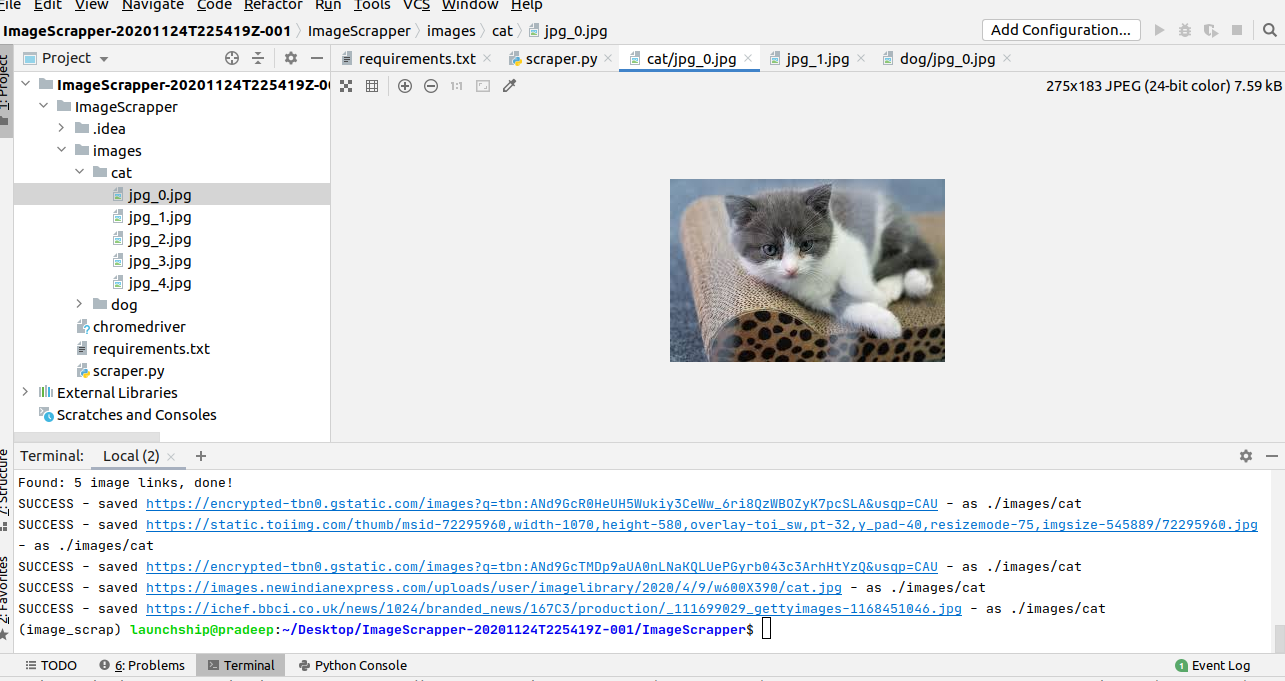 File Edit View Navigate Code Refactor Run Tools VCS Window Help
ImageScrapper-20201124T225419Z-001 ImageScrapper images cat jpg_0.jpg Add Configuration...
1: Project
Project
requirements.txt scraper.py cat/jpg_0.jpg jpg_1.jpg dog/jpg_0.jpg
1:1 275x183 JPEG (24-bit color) 7.59 kB
ImageScrapper-20201124T225419Z-0
ImageScrapper
.idea
images
cat
jpg_0.jpg
jpg_1.jpg
jpg_2.jpg
jpg_3.jpg
jpg_4.jpg
dog
chromedriver
requirements.txt
scraper.py
External Libraries
Scratches and Consoles
7: Structure
2: Favorites
Terminal: Local (2) +
Found: 5 image links, done!
SUCCESS - saved https://encrypted-tbn0.gstatic.com/images?q=tbn:ANd9GcR0HeUH5Wukiy3CeWw_6ri8QzWBOZyK7pcSLA&usqp=CAU - as ./images/cat
SUCCESS - saved https://static.toiimg.com/thumb/msid-72295960,width-1070,height-580,overlay-toi_sw,pt-32,y_pad-40,resizemode-75,imgsize-545889/72295960.jpg
- as ./images/cat
SUCCESS - saved https://encrypted-tbn0.gstatic.com/images?q=tbn:ANd9GcTMDp9aUA0nLNaKQLUePGyrb043c3ArhHtYzQ&usqp=CAU - as ./images/cat
SUCCESS - saved https://images.newindianexpress.com/uploads/user/imagelibrary/2020/4/9/w600X390/cat.jpg - as ./images/cat
SUCCESS - saved https://ichef.bbci.co.uk/news/1024/branded_news/167C3/production/_111699029_gettyimages-1168451046.jpg - as ./images/cat
(image_scrap) launchship@pradeep:~/Desktop/ImageScrapper-20201124T225419Z-001/ImageScrapper$
TODO 6: Problems Terminal Python Console 1 Event Log